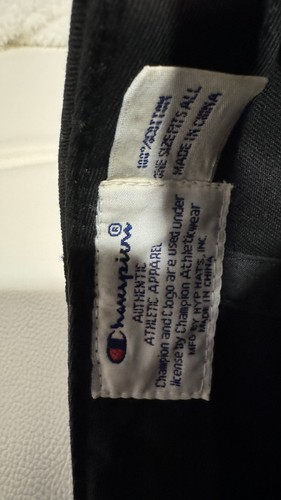 100% COTTON
ONE SIZE FITS ALL
MADE IN CHINA
Champion®
AUTHENTIC
ATHLETIC APPAREL
Champion and C logo are used under
license by Champion Athleticwear
MFG BY HYP HATS, INC
MADE IN CHINA